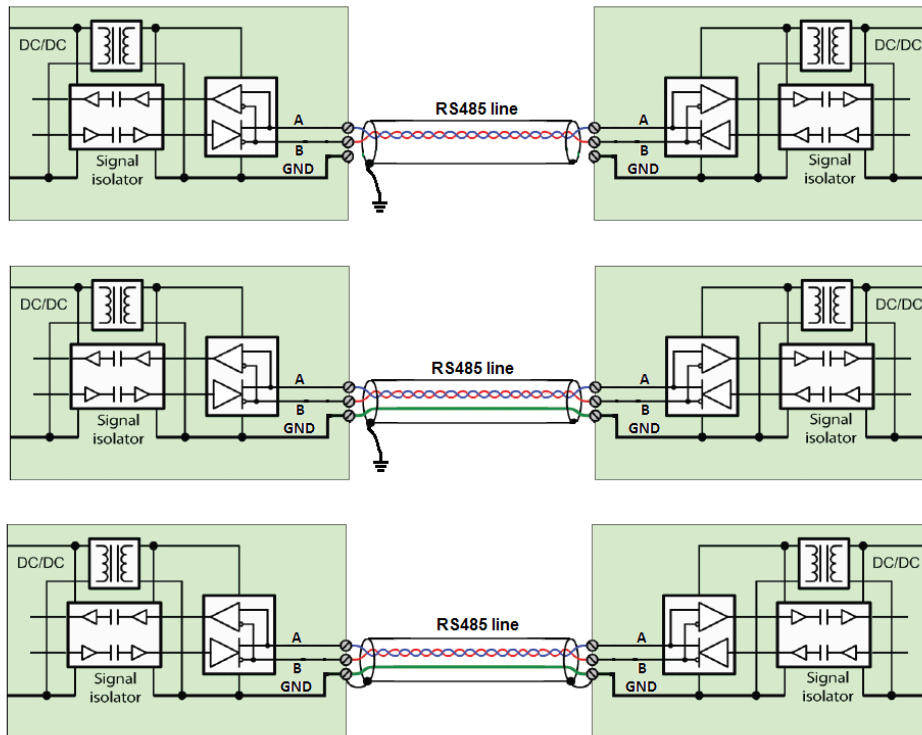 DC/DC
DC/DC
RS485 line
A
A
B
B
Signal
isolator
GND
GND
Signal
isolator
DC/DC
DC/DC
RS485 line
A
A
B
B
Signal
isolator
GND
GND
Signal
isolator
DC/DC
DC/DC
RS485 line
A
A
B
B
Signal
isolator
GND
GND
Signal
isolator